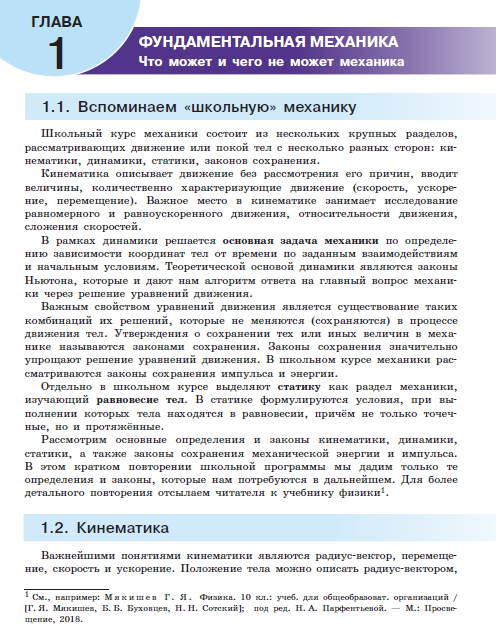 ГЛАВА
1
ФУНДАМЕНТАЛЬНАЯ МЕХАНИКА
Что может и чего не может механика
1.1. Вспоминаем «школьную» механику
Школьный курс механики состоит из нескольких крупных разделов,
рассматривающих движение или покой тел с несколько разных сторон: ки-
нематики, динамики, статики, законов сохранения.
Кинематика описывает движение без рассмотрения его причин, вводит
величины, количественно характеризующие движение (скорость, ускоре-
ние, перемещение). Важное место в кинематике занимает исследование
равномерного и равноускоренного движения, относительности движения,
сложения скоростей.
В рамках динамики решается основная задача механики по определе-
нию зависимости координат тел от времени по заданным взаимодействиям
и начальным условиям. Теоретической основой динамики являются законы
Ньютона, которые и дают нам алгоритм ответа на главный вопрос механи-
ки через решение уравнений движения.
Важным свойством уравнений движения является существование таких
комбинаций их решений, которые не меняются (сохраняются) в процессе
движения тел. Утверждения о сохранении тех или иных величин в меха-
нике называются законами сохранения. Законы сохранения значительно
упрощают решение уравнений движения. В школьном курсе механики рас-
сматриваются законы сохранения импульса и энергии.
Отдельно в школьном курсе выделяют статику как раздел механики,
изучающий равновесие тел. В статике формулируются условия, при вы-
полнении которых тела находятся в равновесии, причём не только точеч-
ные, но и протяжённые.
Рассмотрим основные определения и законы кинематики, динамики,
статики, а также законы сохранения механической энергии и импульса.
В этом кратком повторении школьной программы мы дадим только те
определения и законы, которые нам потребуются в дальнейшем. Для более
детального повторения отсылаем читателя к учебнику физики¹.
1.2. Кинематика
Важнейшими понятиями кинематики являются радиус-вектор, перемеще-
ние, скорость и ускорение. Положение тела можно описать радиус-вектором,
¹ См., например: Мякишев Г. Я. Физика. 10 кл.: учеб. для общеобразоват. организаций /
[Г. Я. Мякишев, Б. Б. Буховцев, Н. Н. Сотский]; под ред. Н. А. Парфентьевой. — М.: Просве-
щение, 2018.